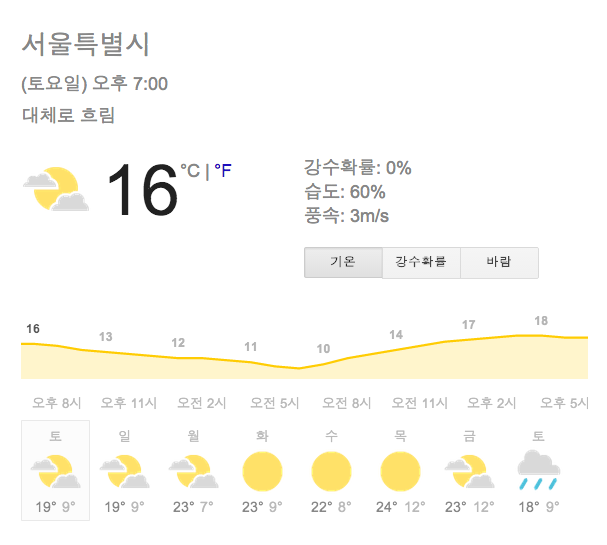 서울특별시
(토요일) 오후 7:00
대체로 흐림
16 °C | °F
강수확률: 0%
습도: 60%
풍속: 3m/s
기온 강수확률 바람
16 13 12 11 10 14 17 18
오후 8시 오후 11시 오전 2시 오전 5시 오전 8시 오전 11시 오후 2시 오후 5시
토 일 월 화 수 목 금 토
19° 9° 19° 9° 23° 7° 23° 9° 22° 8° 24° 12° 23° 12° 18° 9°